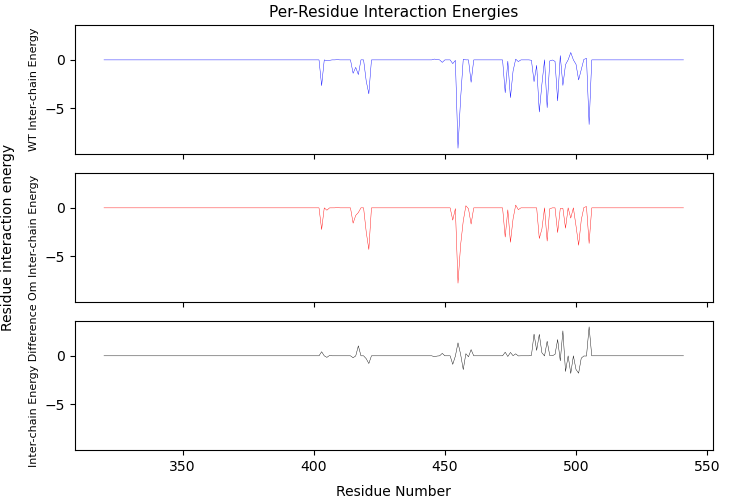 Per-Residue Interaction Energies
Residue interaction energy
WT Inter-chain Energy
0
−5
Om Inter-chain Energy
0
−5
Inter-chain Energy Difference
0
−5
350
400
450
500
550
Residue Number